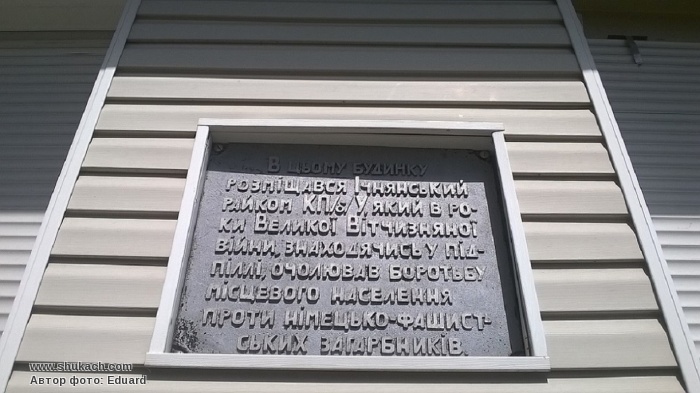 В ЦЬОМУ БУДИНКУ
РОЗМІЩАВСЯ ІЧНЯНСЬКИЙ
РАЙКОМ КП/б/У ЯКИЙ В РО-
КИ ВЕЛИКОЇ ВІТЧИЗНЯНОЇ
ВІЙНИ, ЗНАХОДЯЧИСЬ У ПІД-
ПІЛЛІ, ОЧОЛЮВАВ БОРОТЬБУ
МІСЦЕВОГО НАСЕЛЕННЯ
ПРОТИ НІМЕЦЬКО-ФАШИСТ-
СЬКИХ ЗАГАРБНИКІВ.
www.shukach.com
Автор фото: Eduard